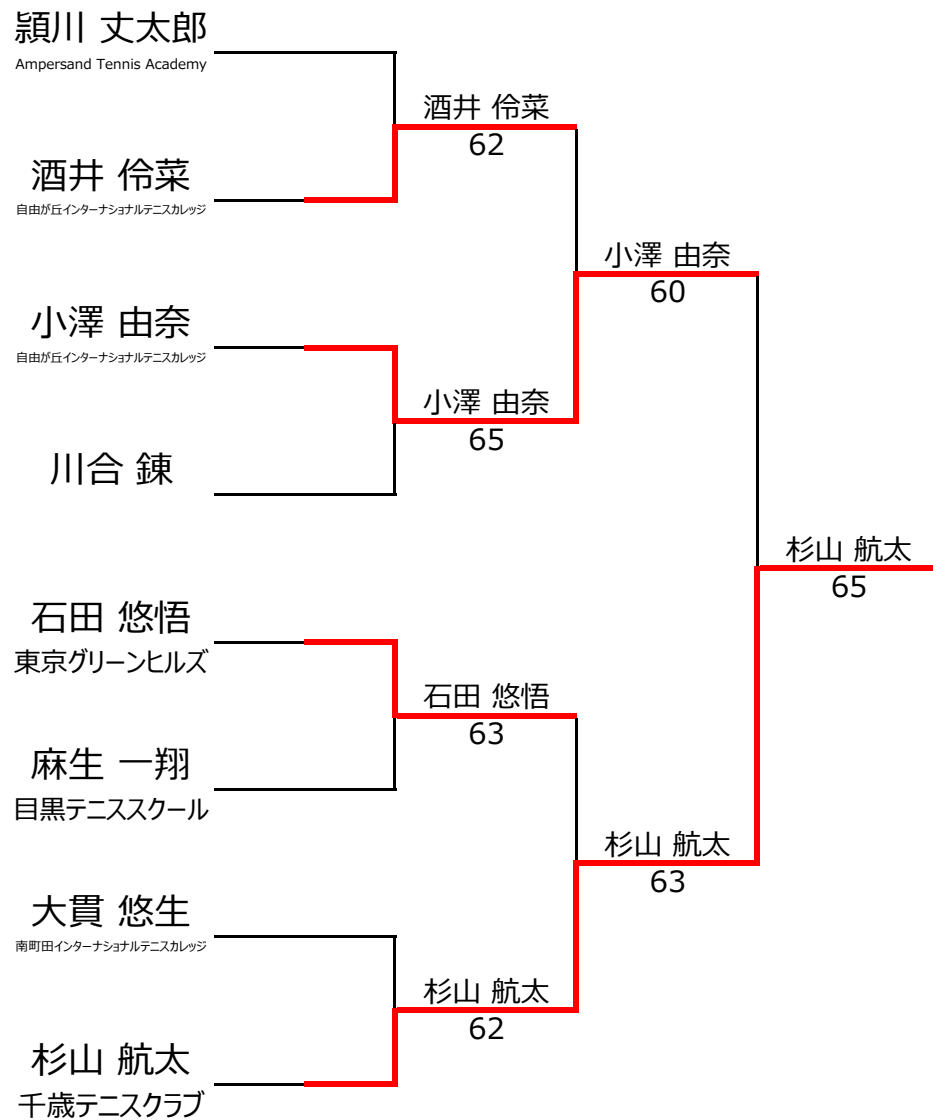 頴川 丈太郎
Ampersand Tennis Academy
酒井 伶菜
62
酒井 伶菜
自由が丘インターナショナルテニスカレッジ
小澤 由奈
60
小澤 由奈
自由が丘インターナショナルテニスカレッジ
小澤 由奈
65
川合 錬
杉山 航太
65
石田 悠悟
東京グリーンヒルズ
石田 悠悟
63
麻生 一翔
目黒テニススクール
杉山 航太
63
大貫 悠生
南町田インターナショナルテニスカレッジ
杉山 航太
62
杉山 航太
千歳テニスクラブ